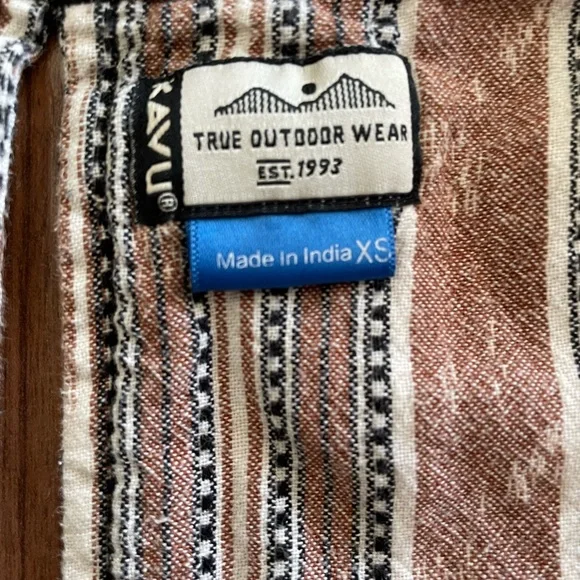 KAVU®
TRUE OUTDOOR WEAR
EST. 1993
Made In India XS